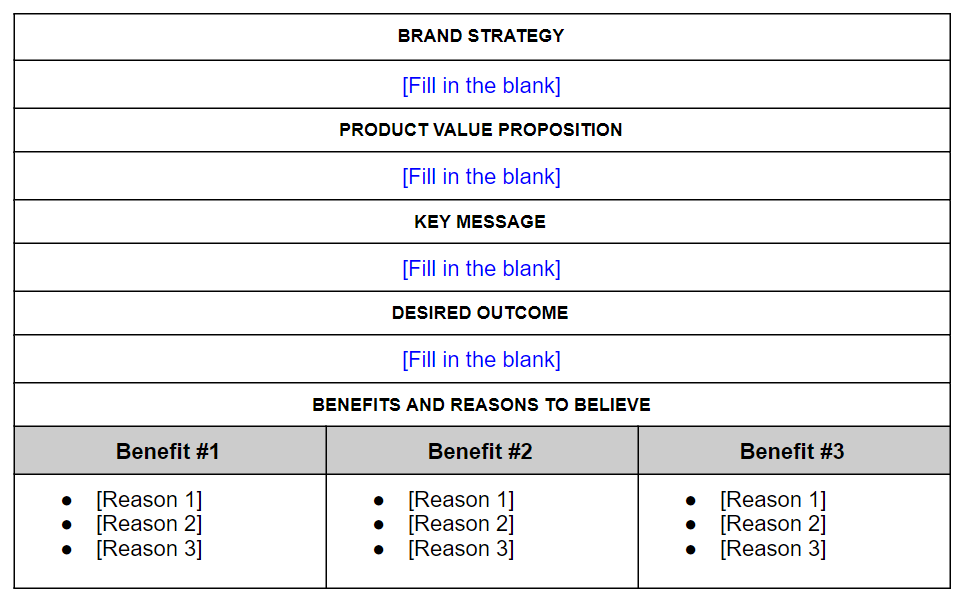 BRAND STRATEGY
[Fill in the blank]
PRODUCT VALUE PROPOSITION
[Fill in the blank]
KEY MESSAGE
[Fill in the blank]
DESIRED OUTCOME
[Fill in the blank]
BENEFITS AND REASONS TO BELIEVE
Benefit #1
Benefit #2
Benefit #3
● [Reason 1]
● [Reason 2]
● [Reason 3]
● [Reason 1]
● [Reason 2]
● [Reason 3]
● [Reason 1]
● [Reason 2]
● [Reason 3]